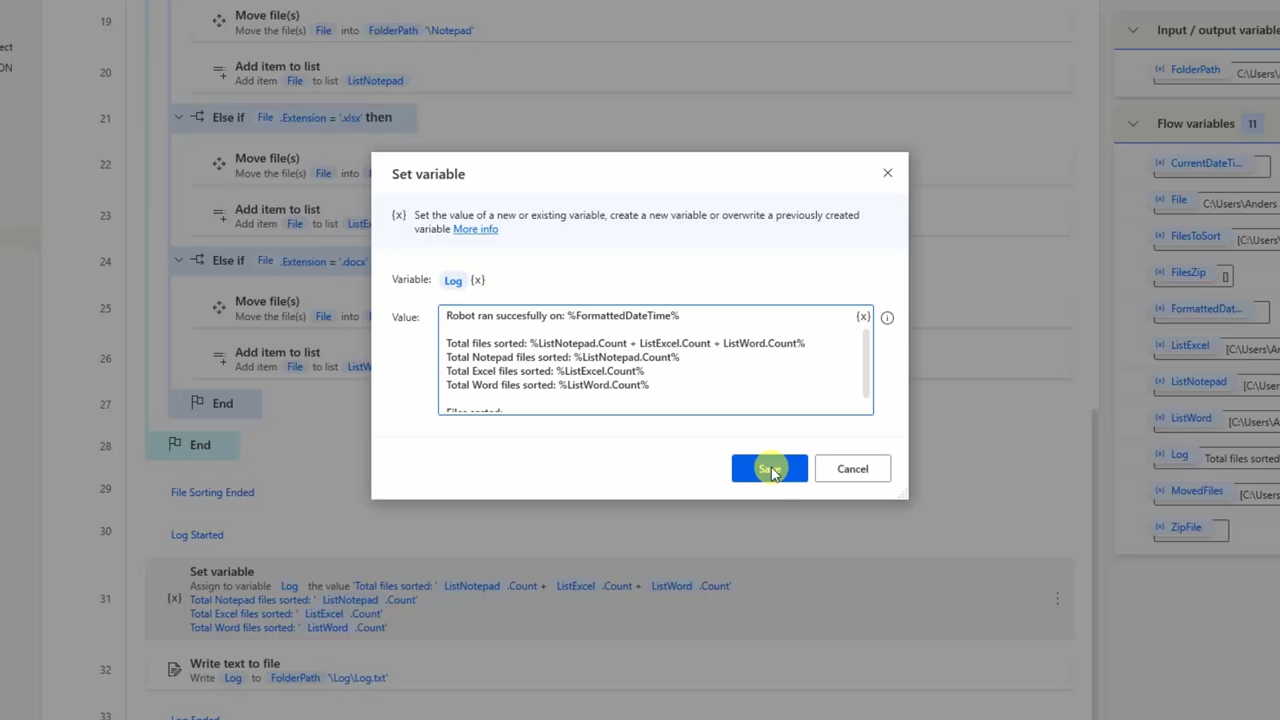 ect
ON
19
Move file(s)
Move the file(s) File into FolderPath '\Notepad'
20
Add item to list
Add item File to list ListNotepad
21
Else if File .Extension = '.xlsx' then
22
Move file(s)
Move the file(s) File into
23
Add item to list
Add item File to list ListEx
24
Else if File .Extension = '.docx'
25
Move file(s)
Move the file(s) File into
26
Add item to list
Add item File to list ListW
27
End
28
End
29
File Sorting Ended
30
Log Started
31
Set variable
Assign to variable Log the value 'Total files sorted: ' ListNotepad .Count + ListExcel .Count + ListWord .Count'
Total Notepad files sorted: ' ListNotepad .Count'
Total Excel files sorted: ' ListExcel .Count'
Total Word files sorted: ' ListWord .Count'
32
Write text to file
Write Log to FolderPath '\Log\Log.txt'
33
Log Ended
Set variable
{x} Set the value of a new or existing variable, create a new variable or overwrite a previously created
variable More info
Variable: Log {x}
Value:
Robot ran succesfully on: %FormattedDateTime%
{x}
Total files sorted: %ListNotepad.Count + ListExcel.Count + ListWord.Count%
Total Notepad files sorted: %ListNotepad.Count%
Total Excel files sorted: %ListExcel.Count%
Total Word files sorted: %ListWord.Count%
Files sorted:
Save
Cancel
Input / output variable
FolderPath C:\Users\
Flow variables 11
CurrentDateTi...
File C:\Users\Anders
FilesToSort [C:\Users\
FilesZip []
FormattedDat...
ListExcel [C:\Users\An
ListNotepad [C:\Us
ListWord [C:\Users\A
Log Total files sorted
MovedFiles [C:\Users
ZipFile